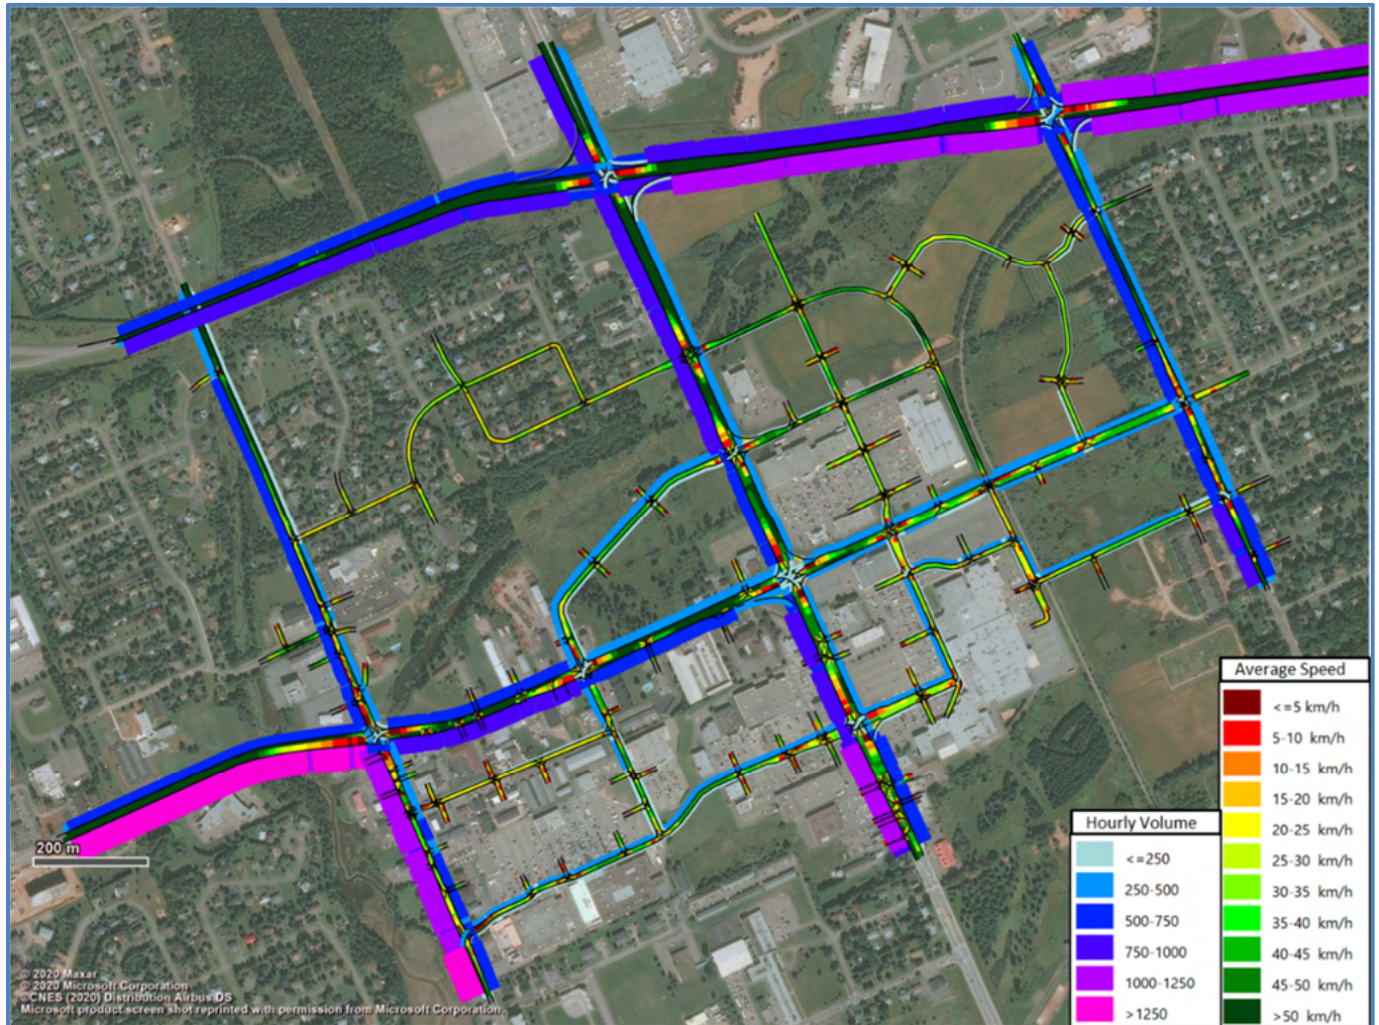 Average Speed
<=5 km/h
5-10 km/h
10-15 km/h
15-20 km/h
20-25 km/h
25-30 km/h
30-35 km/h
35-40 km/h
40-45 km/h
45-50 km/h
>50 km/h
Hourly Volume
<=250
250-500
500-750
750-1000
1000-1250
>1250
200 m
© 2020 Maxar
© 2020 Microsoft Corporation
©CNES (2020) Distribution Airbus DS
Microsoft product screen shot reprinted with permission from Microsoft Corporation.